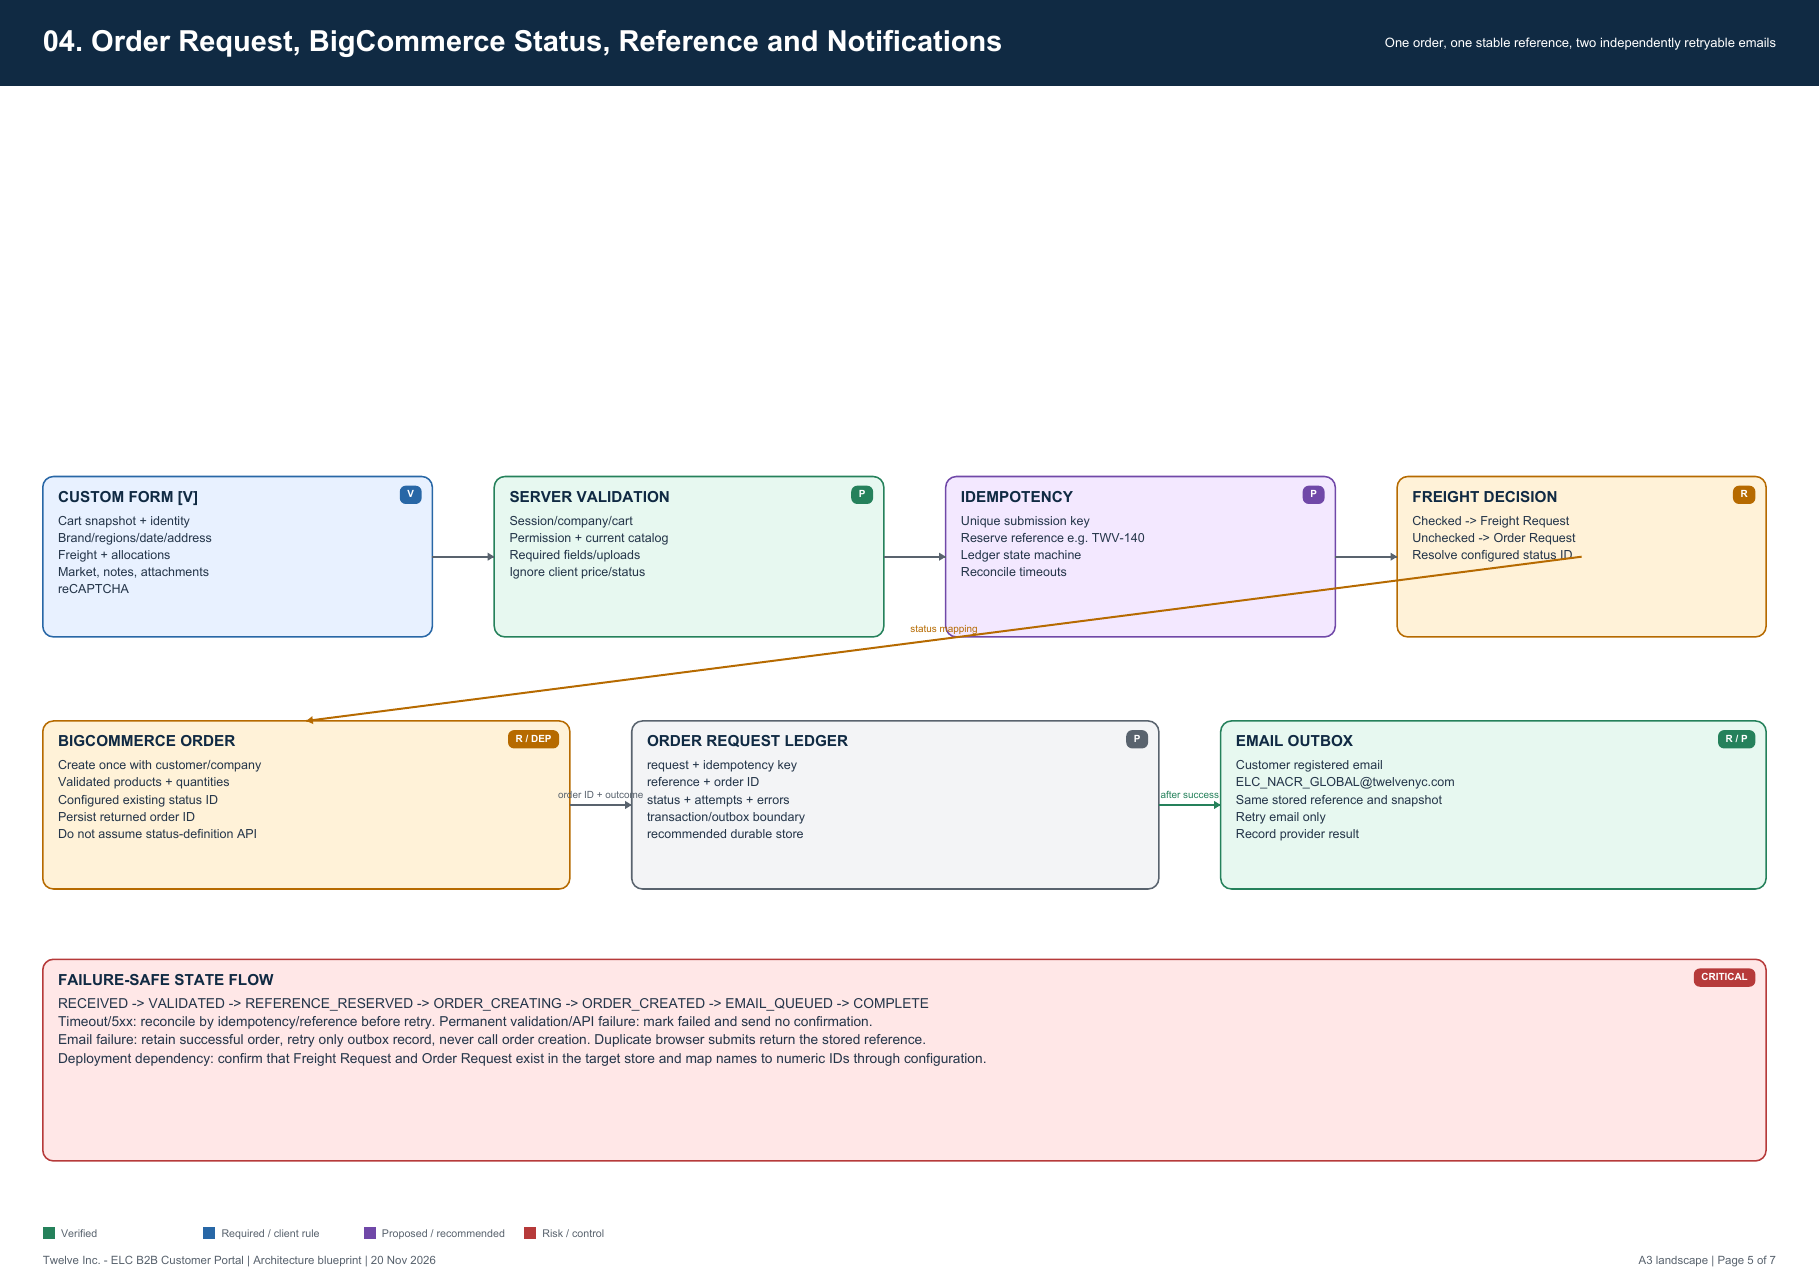 04. Order Request, BigCommerce Status, Reference and Notifications
One order, one stable reference, two independently retryable emails
CUSTOM FORM [V]
V
Cart snapshot + identity
Brand/regions/date/address
Freight + allocations
Market, notes, attachments
reCAPTCHA
SERVER VALIDATION
P
Session/company/cart
Permission + current catalog
Required fields/uploads
Ignore client price/status
IDEMPOTENCY
P
Unique submission key
Reserve reference e.g. TWV-140
Ledger state machine
Reconcile timeouts
FREIGHT DECISION
R
Checked -> Freight Request
Unchecked -> Order Request
Resolve configured status ID
status mapping
BIGCOMMERCE ORDER
R / DEP
Create once with customer/company
Validated products + quantities
Configured existing status ID
Persist returned order ID
Do not assume status-definition API
order ID + outcome
ORDER REQUEST LEDGER
P
request + idempotency key
reference + order ID
status + attempts + errors
transaction/outbox boundary
recommended durable store
after success
EMAIL OUTBOX
R / P
Customer registered email
ELC_NACR_GLOBAL@twelvenyc.com
Same stored reference and snapshot
Retry email only
Record provider result
FAILURE-SAFE STATE FLOW
CRITICAL
RECEIVED -> VALIDATED -> REFERENCE_RESERVED -> ORDER_CREATING -> ORDER_CREATED -> EMAIL_QUEUED -> COMPLETE
Timeout/5xx: reconcile by idempotency/reference before retry. Permanent validation/API failure: mark failed and send no confirmation.
Email failure: retain successful order, retry only outbox record, never call order creation. Duplicate browser submits return the stored reference.
Deployment dependency: confirm that Freight Request and Order Request exist in the target store and map names to numeric IDs through configuration.
Verified
Required / client rule
Proposed / recommended
Risk / control
Twelve Inc. - ELC B2B Customer Portal | Architecture blueprint | 20 Nov 2026
A3 landscape | Page 5 of 7